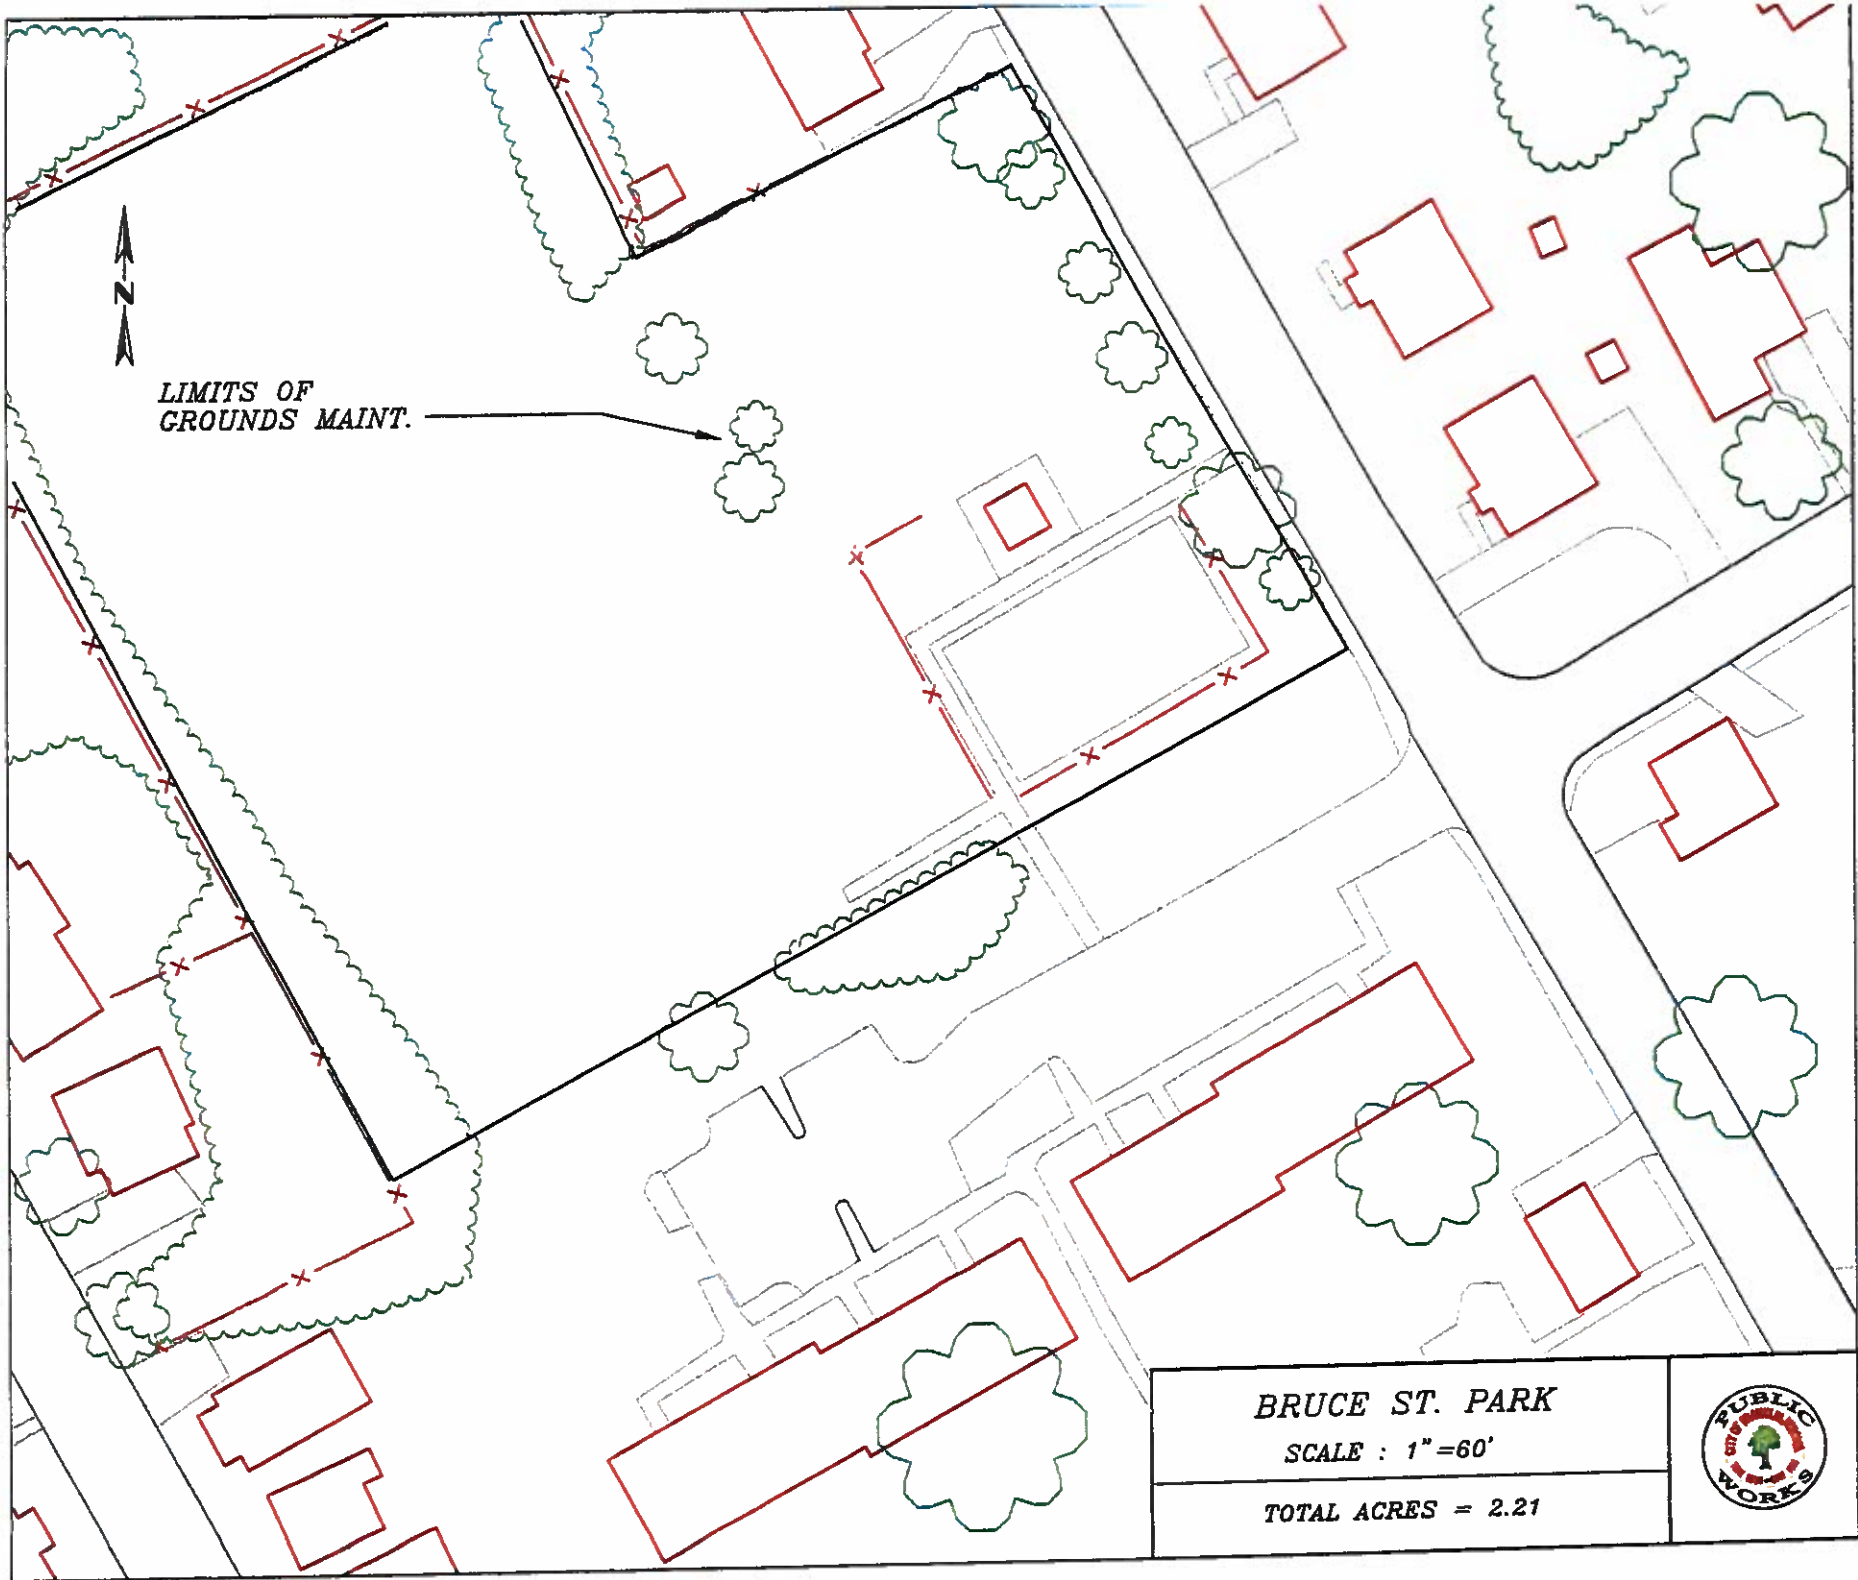 N
LIMITS OF
GROUNDS MAINT.
BRUCE ST. PARK
SCALE : 1"=60'
TOTAL ACRES = 2.21
PUBLIC
WORKS